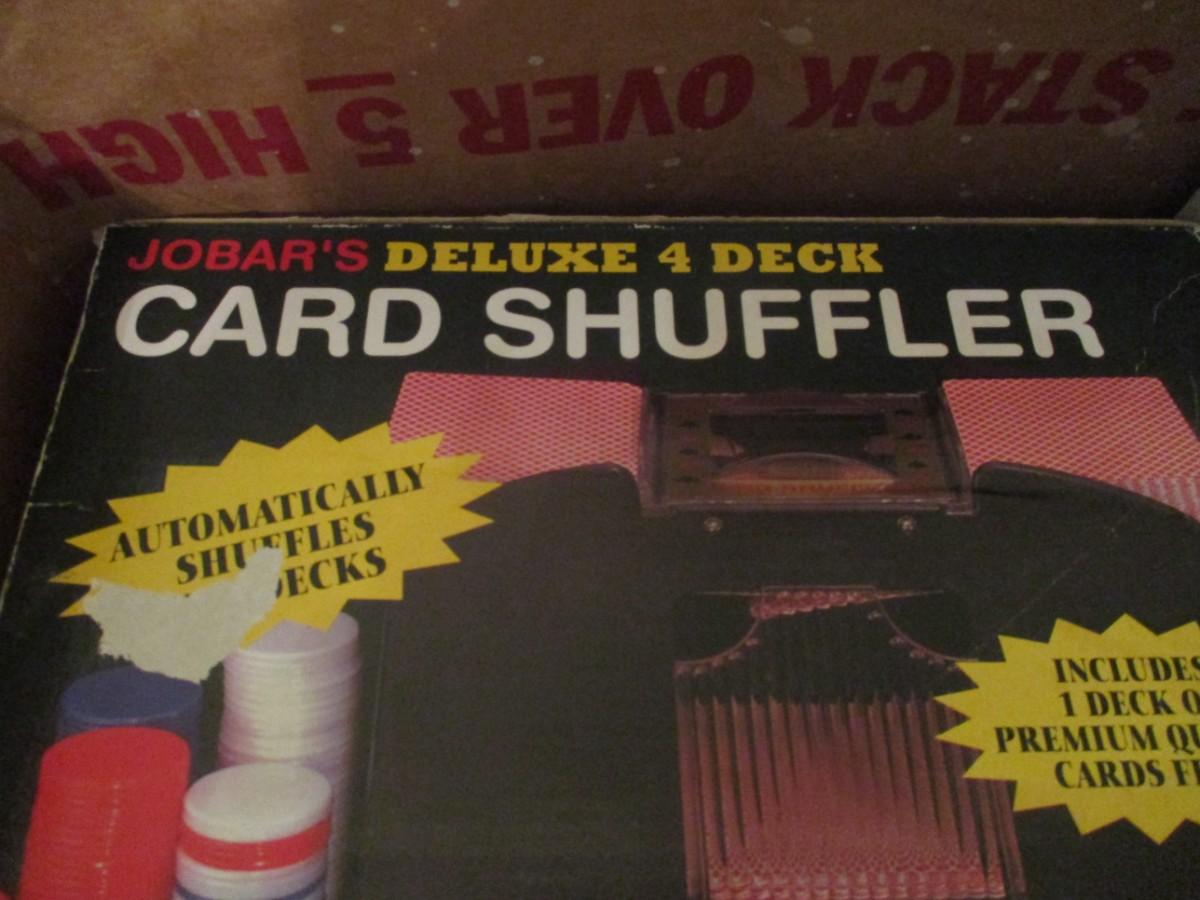 STACK OVER 5 HIGH
JOBAR'S DELUXE 4 DECK
CARD SHUFFLER
AUTOMATICALLY
SHUFFLES
DECKS
INCLUDES
1 DECK O
PREMIUM QU
CARDS F